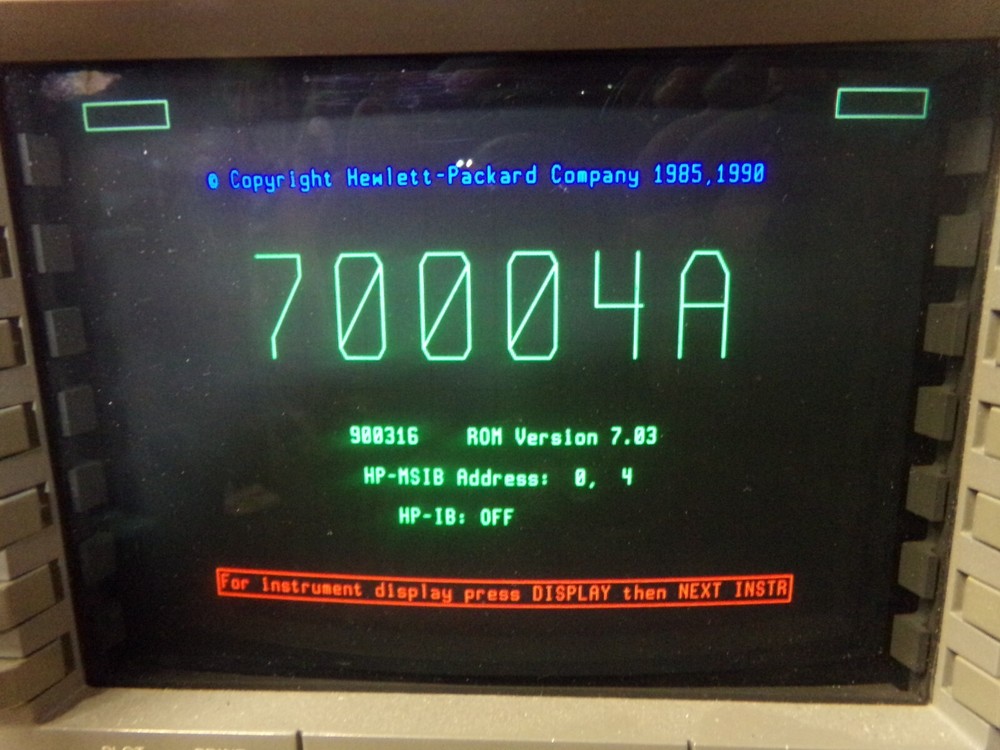 © Copyright Hewlett-Packard Company 1985,1990
70004A
900316 ROM Version 7.03
HP-MSIB Address: 0, 4
HP-IB: OFF
For instrument display press DISPLAY then NEXT INSTR